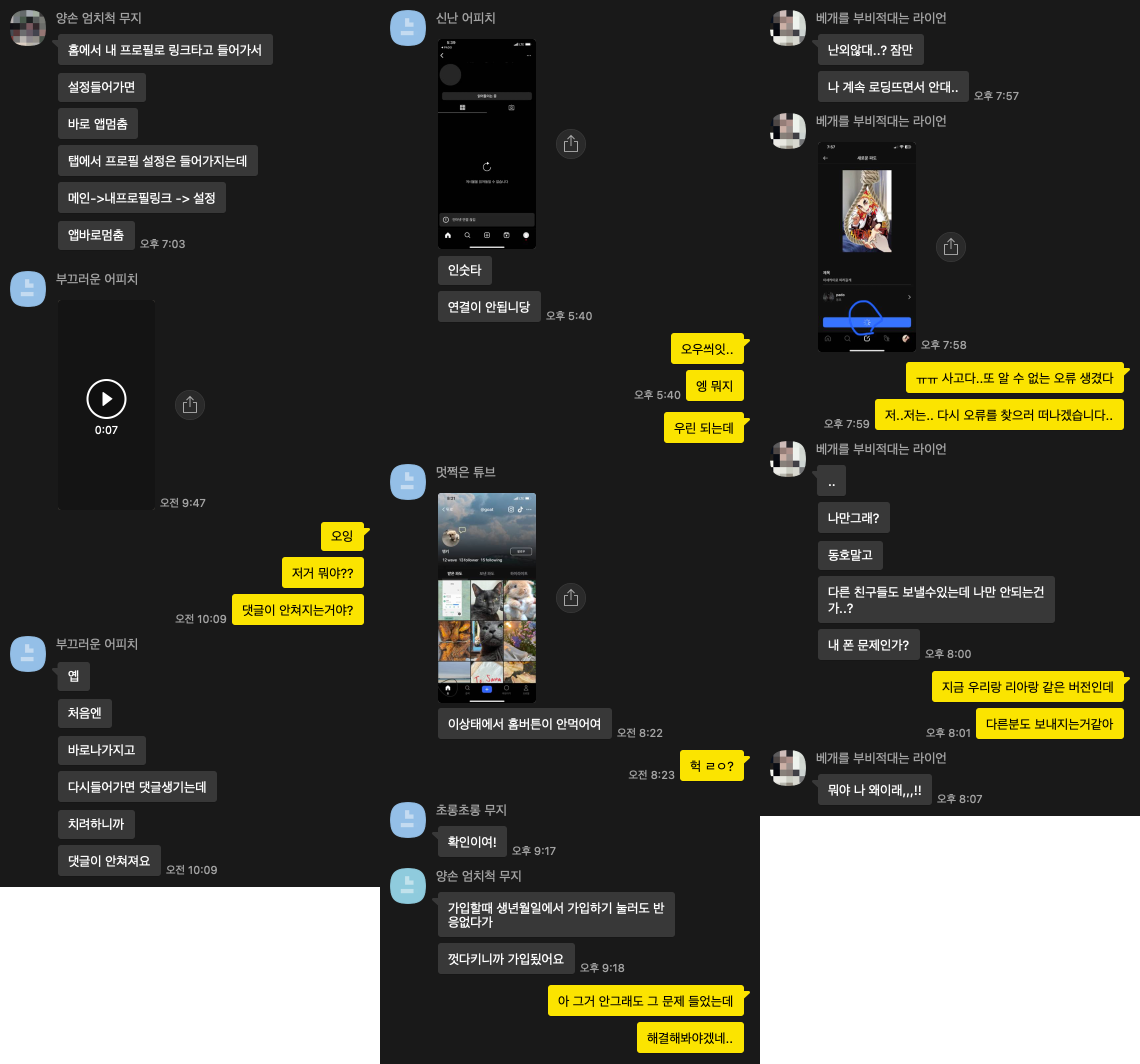 양손 엄치척 무지
홈에서 내 프로필로 링크타고 들어가서
설정들어가면
바로 앱멈춤
탭에서 프로필 설정은 들어가지는데
메인->내프로필링크 -> 설정
앱바로멈춤
오후 7:03
부끄러운 어피치
0:07
오전 9:47
오잉
저거 뭐야??
댓글이 안쳐지는거야?
오전 10:09
부끄러운 어피치
옙
처음엔
바로나가지고
다시들어가면 댓글생기는데
치려하니까
댓글이 안쳐져요
오전 10:09
신난 어피치
인슷타
연결이 안됩니당
오후 5:40
오우씌잇..
엥 뭐지
오후 5:40
우린 되는데
멋쩍은 튜브
8:21
@goat
12 wave 13 follower 15 following
이상태에서 홈버튼이 안먹어여
오전 8:22
헉 ㄹㅇ?
오전 8:23
초롱초롱 무지
확인이여!
오후 9:17
양손 엄치척 무지
가입할때 생년월일에서 가입하기 눌러도 반
응없다가
껏다키니까 가입됬어요
오후 9:18
아 그거 안그래도 그 문제 들었는데
해결해봐야겠네..
베개를 부비적대는 라이언
난외않대..? 잠만
나 계속 로딩뜨면서 안대..
오후 7:57
베개를 부비적대는 라이언
7:57
새로운 파도
오후 7:58
ㅠㅠ 사고다..또 알 수 없는 오류 생겼다
저..저는.. 다시 오류를 찾으러 떠나겠습니다..
오후 7:59
베개를 부비적대는 라이언
..
나만그래?
동호말고
다른 친구들도 보낼수있는데 나만 안되는건
가..?
내 폰 문제인가?
오후 8:00
지금 우리랑 리아랑 같은 버전인데
다른분도 보내지는거같아
오후 8:01
베개를 부비적대는 라이언
뭐야 나 왜이래,,,!!
오후 8:07